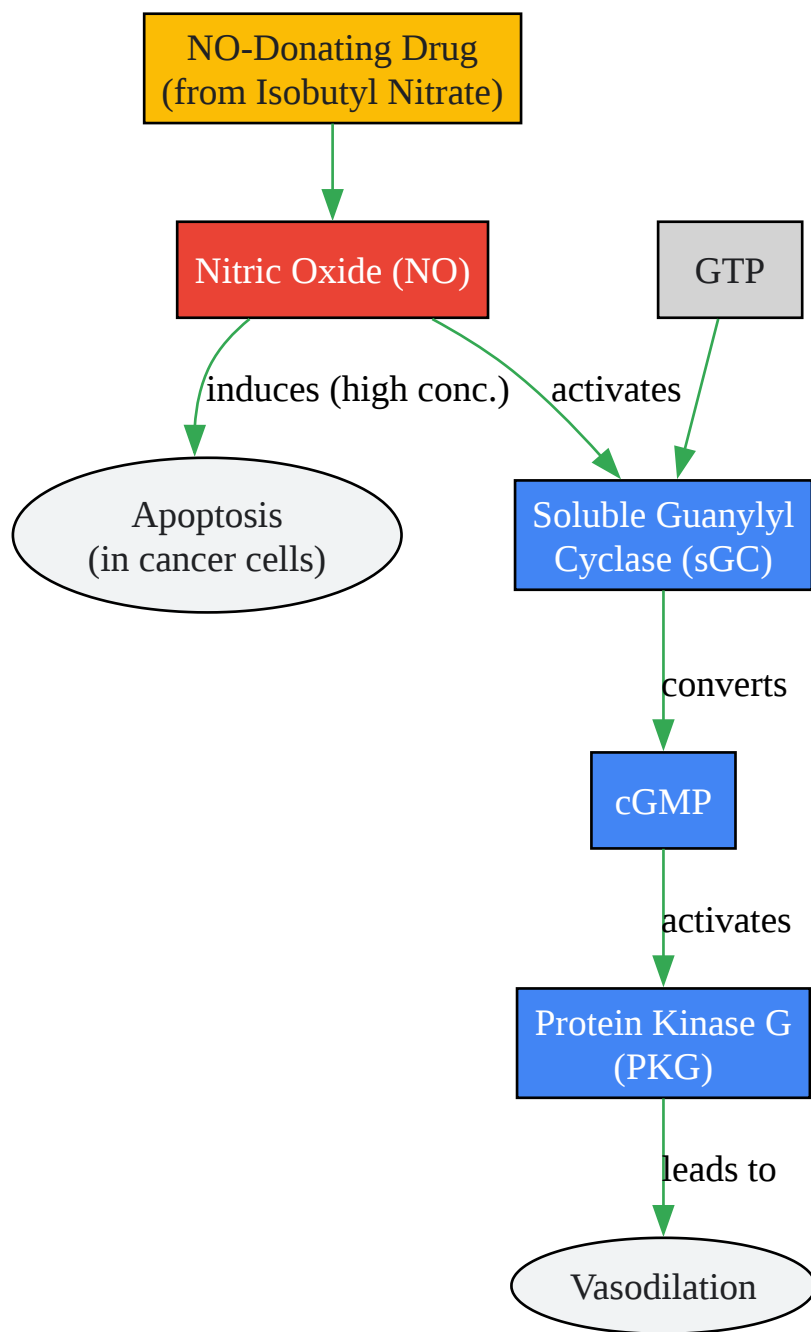 NO-Donating Drug
(from Isobutyl Nitrate)
Nitric Oxide (NO)
GTP
induces (high conc.)
activates
Apoptosis
(in cancer cells)
Soluble Guanylyl
Cyclase (sGC)
converts
cGMP
activates
Protein Kinase G
(PKG)
leads to
Vasodilation